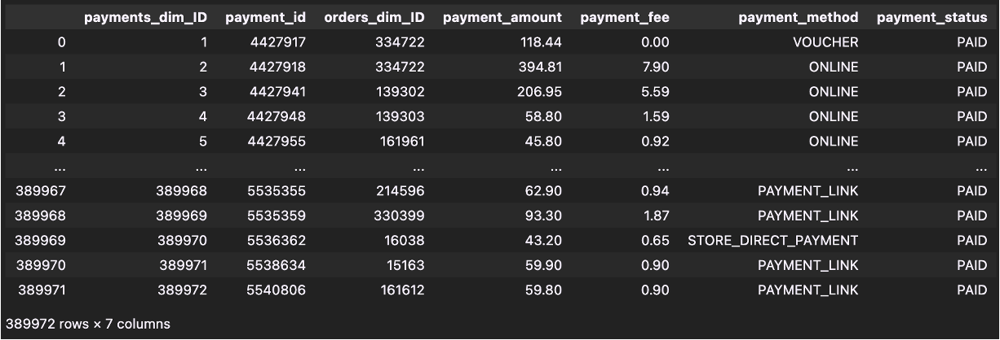 payments_dim_ID payment_id orders_dim_ID payment_amount payment_fee payment_method payment_status
0 1 4427917 334722 118.44 0.00 VOUCHER PAID
1 2 4427918 334722 394.81 7.90 ONLINE PAID
2 3 4427941 139302 206.95 5.59 ONLINE PAID
3 4 4427948 139303 58.80 1.59 ONLINE PAID
4 5 4427955 161961 45.80 0.92 ONLINE PAID
... ... ... ... ... ... ... ...
389967 389968 5535355 214596 62.90 0.94 PAYMENT_LINK PAID
389968 389969 5535359 330399 93.30 1.87 PAYMENT_LINK PAID
389969 389970 5536362 16038 43.20 0.65 STORE_DIRECT_PAYMENT PAID
389970 389971 5538634 15163 59.90 0.90 PAYMENT_LINK PAID
389971 389972 5540806 161612 59.80 0.90 PAYMENT_LINK PAID
389972 rows × 7 columns